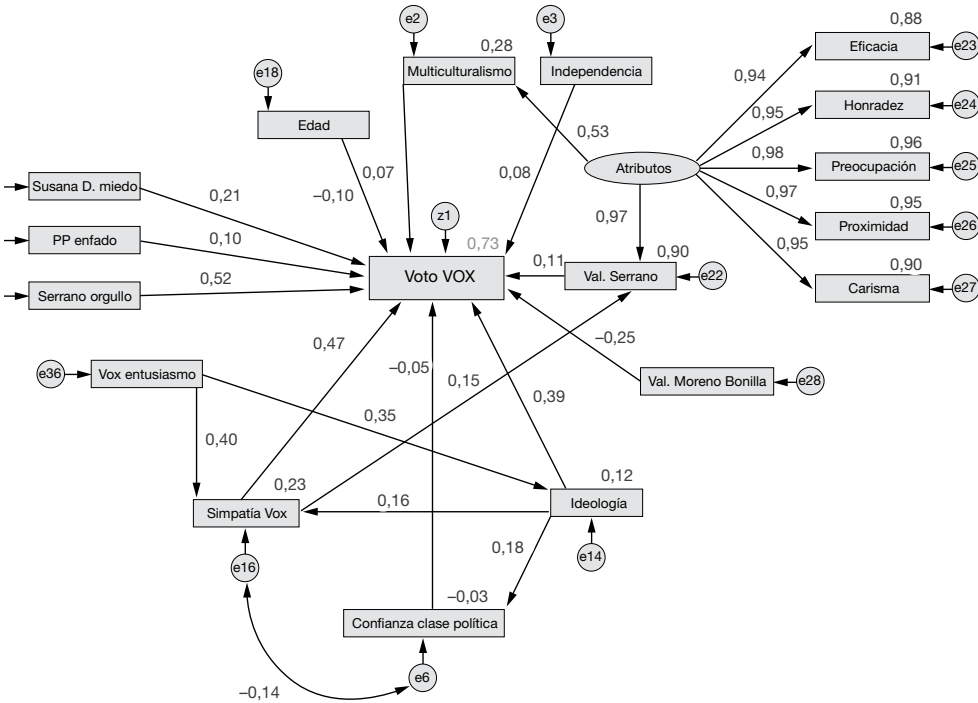 e2
e3
0,88
0,28
Eficacia
e23
e18
Multiculturalismo
Independencia
0,94
0,91
Edad
0,95
Honradez
e24
0,53
0,96
0,98
Atributos
Preocupación
e25
0,07
0,08
Susana D. miedo
−0,10
0,21
0,97
0,95
z1
0,97
Proximidad
e26
PP enfado
0,10
0,73
0,95
0,90
0,90
Voto VOX
0,11
Val. Serrano
e22
0,52
Serrano orgullo
Carisma
e27
0,47
−0,25
−0,05
e36
Vox entusiasmo
0,15
Val. Moreno Bonilla
e28
0,39
0,35
0,40
0,23
0,12
0,16
Simpatía Vox
Ideología
0,18
e14
e16
−0,03
Confianza clase política
e6
−0,14